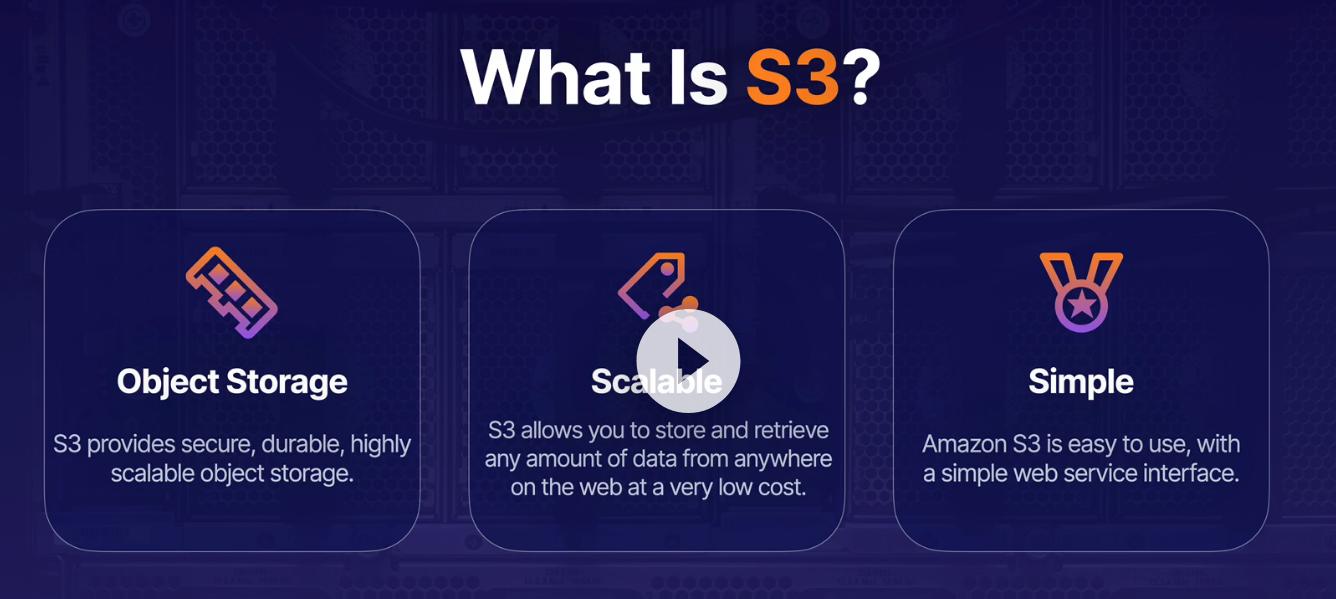 What Is S3?
Object Storage
S3 provides secure, durable, highly
scalable object storage.
Scalable
S3 allows you to store and retrieve
any amount of data from anywhere
on the web at a very low cost.
Simple
Amazon S3 is easy to use, with
a simple web service interface.